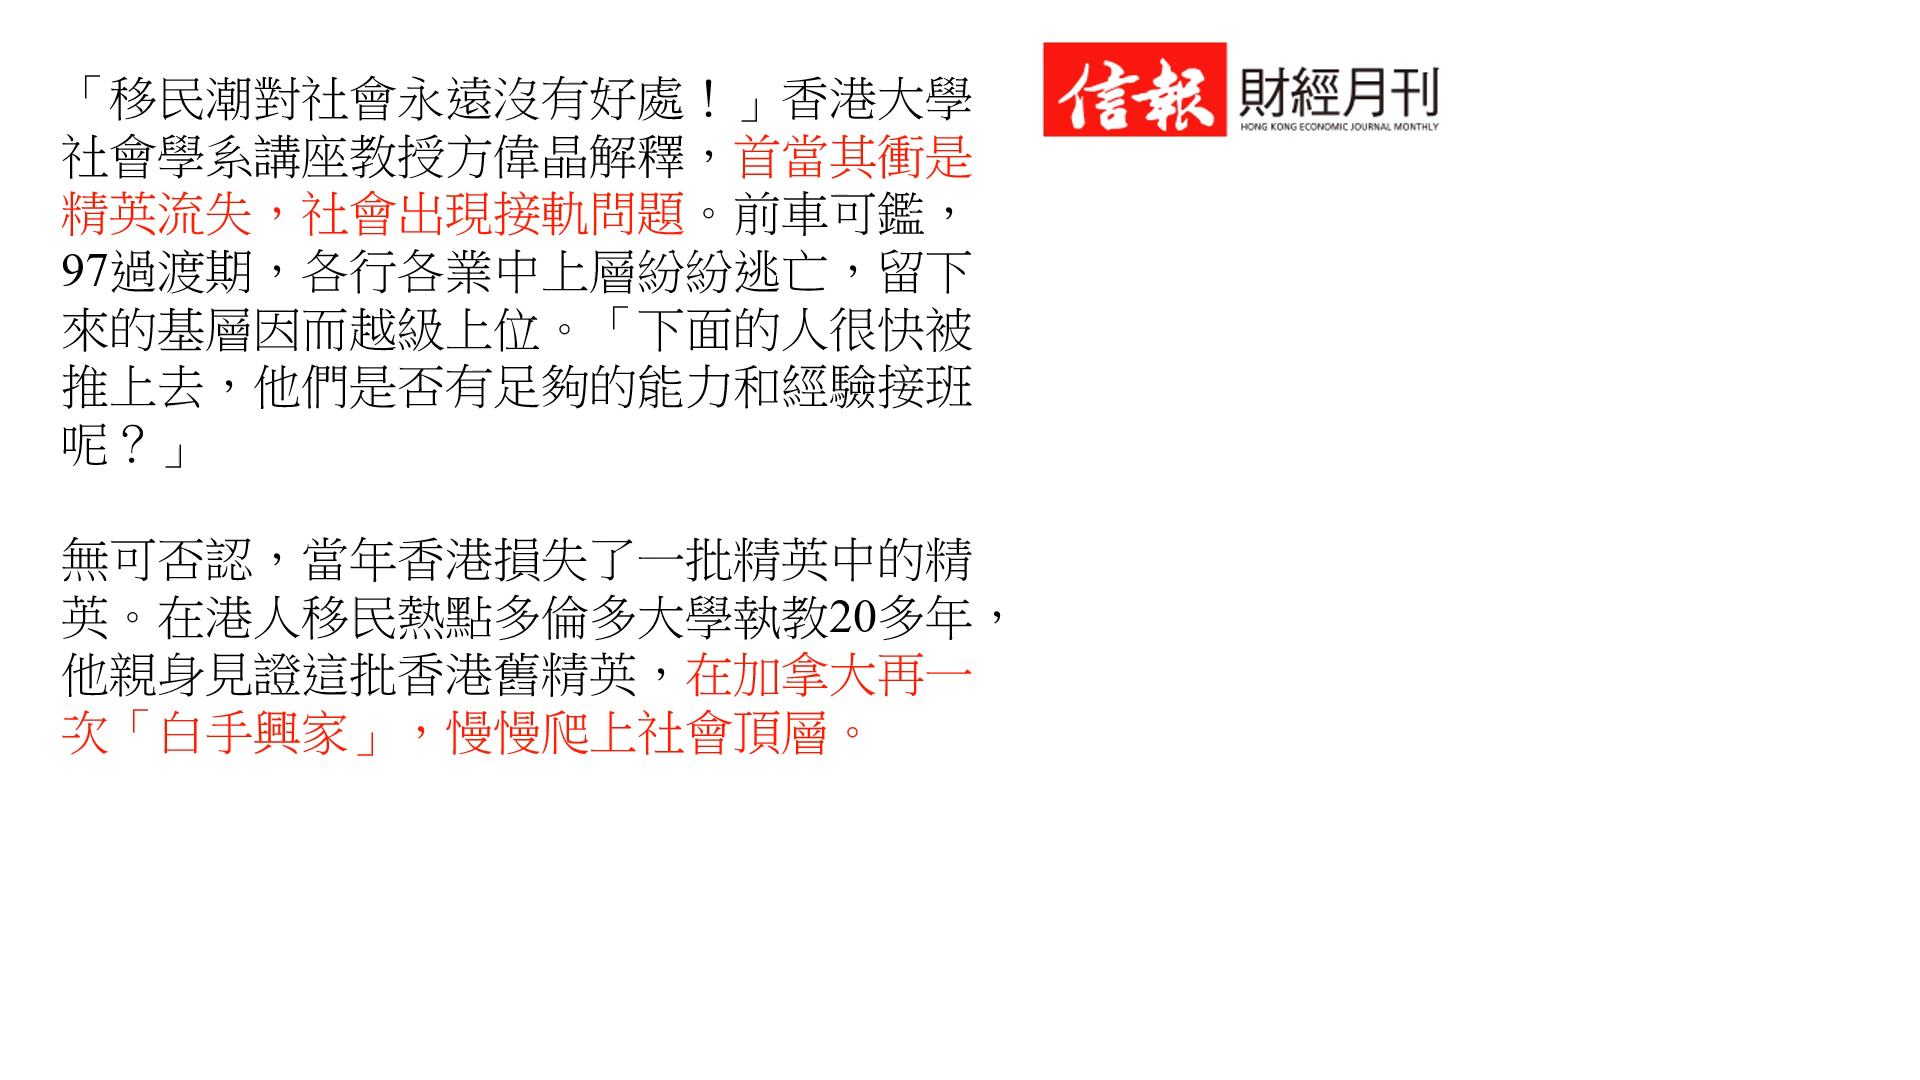 「移民潮對社會永遠沒有好處！」香港大學
社會學系講座教授方偉晶解釋，首當其衝是
精英流失，社會出現接軌問題。前車可鑑，
97過渡期，各行各業中上層紛紛逃亡，留下
來的基層因而越級上位。「下面的人很快被
推上去，他們是否有足夠的能力和經驗接班
呢？」
無可否認，當年香港損失了一批精英中的精
英。在港人移民熱點多倫多大學執教20多年，
他親身見證這批香港舊精英，在加拿大再一
次「白手興家」，慢慢爬上社會頂層。
信報 財經月刊
HONG KONG ECONOMIC JOURNAL MONTHLY